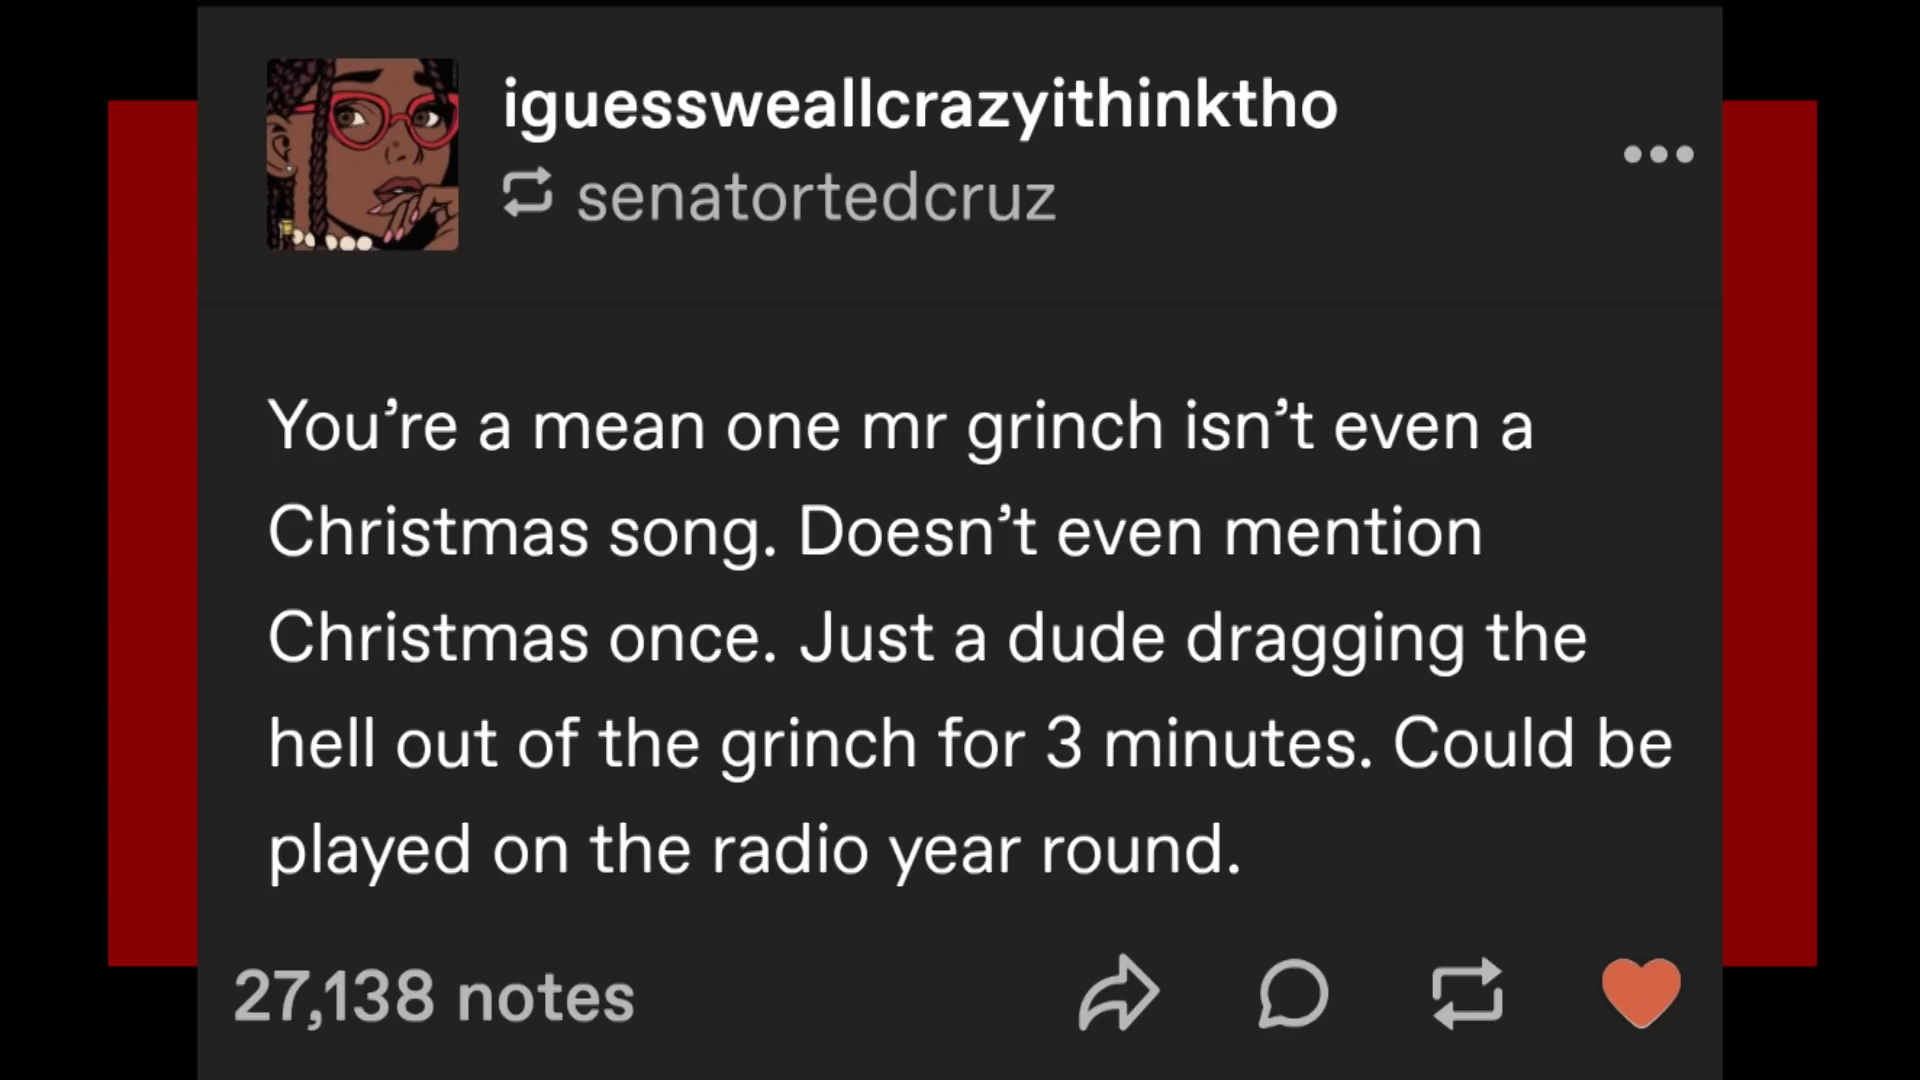 iguessweallcrazyithinktho
senatortedcruz
You’re a mean one mr grinch isn’t even a
Christmas song. Doesn’t even mention
Christmas once. Just a dude dragging the
hell out of the grinch for 3 minutes. Could be
played on the radio year round.
27,138 notes